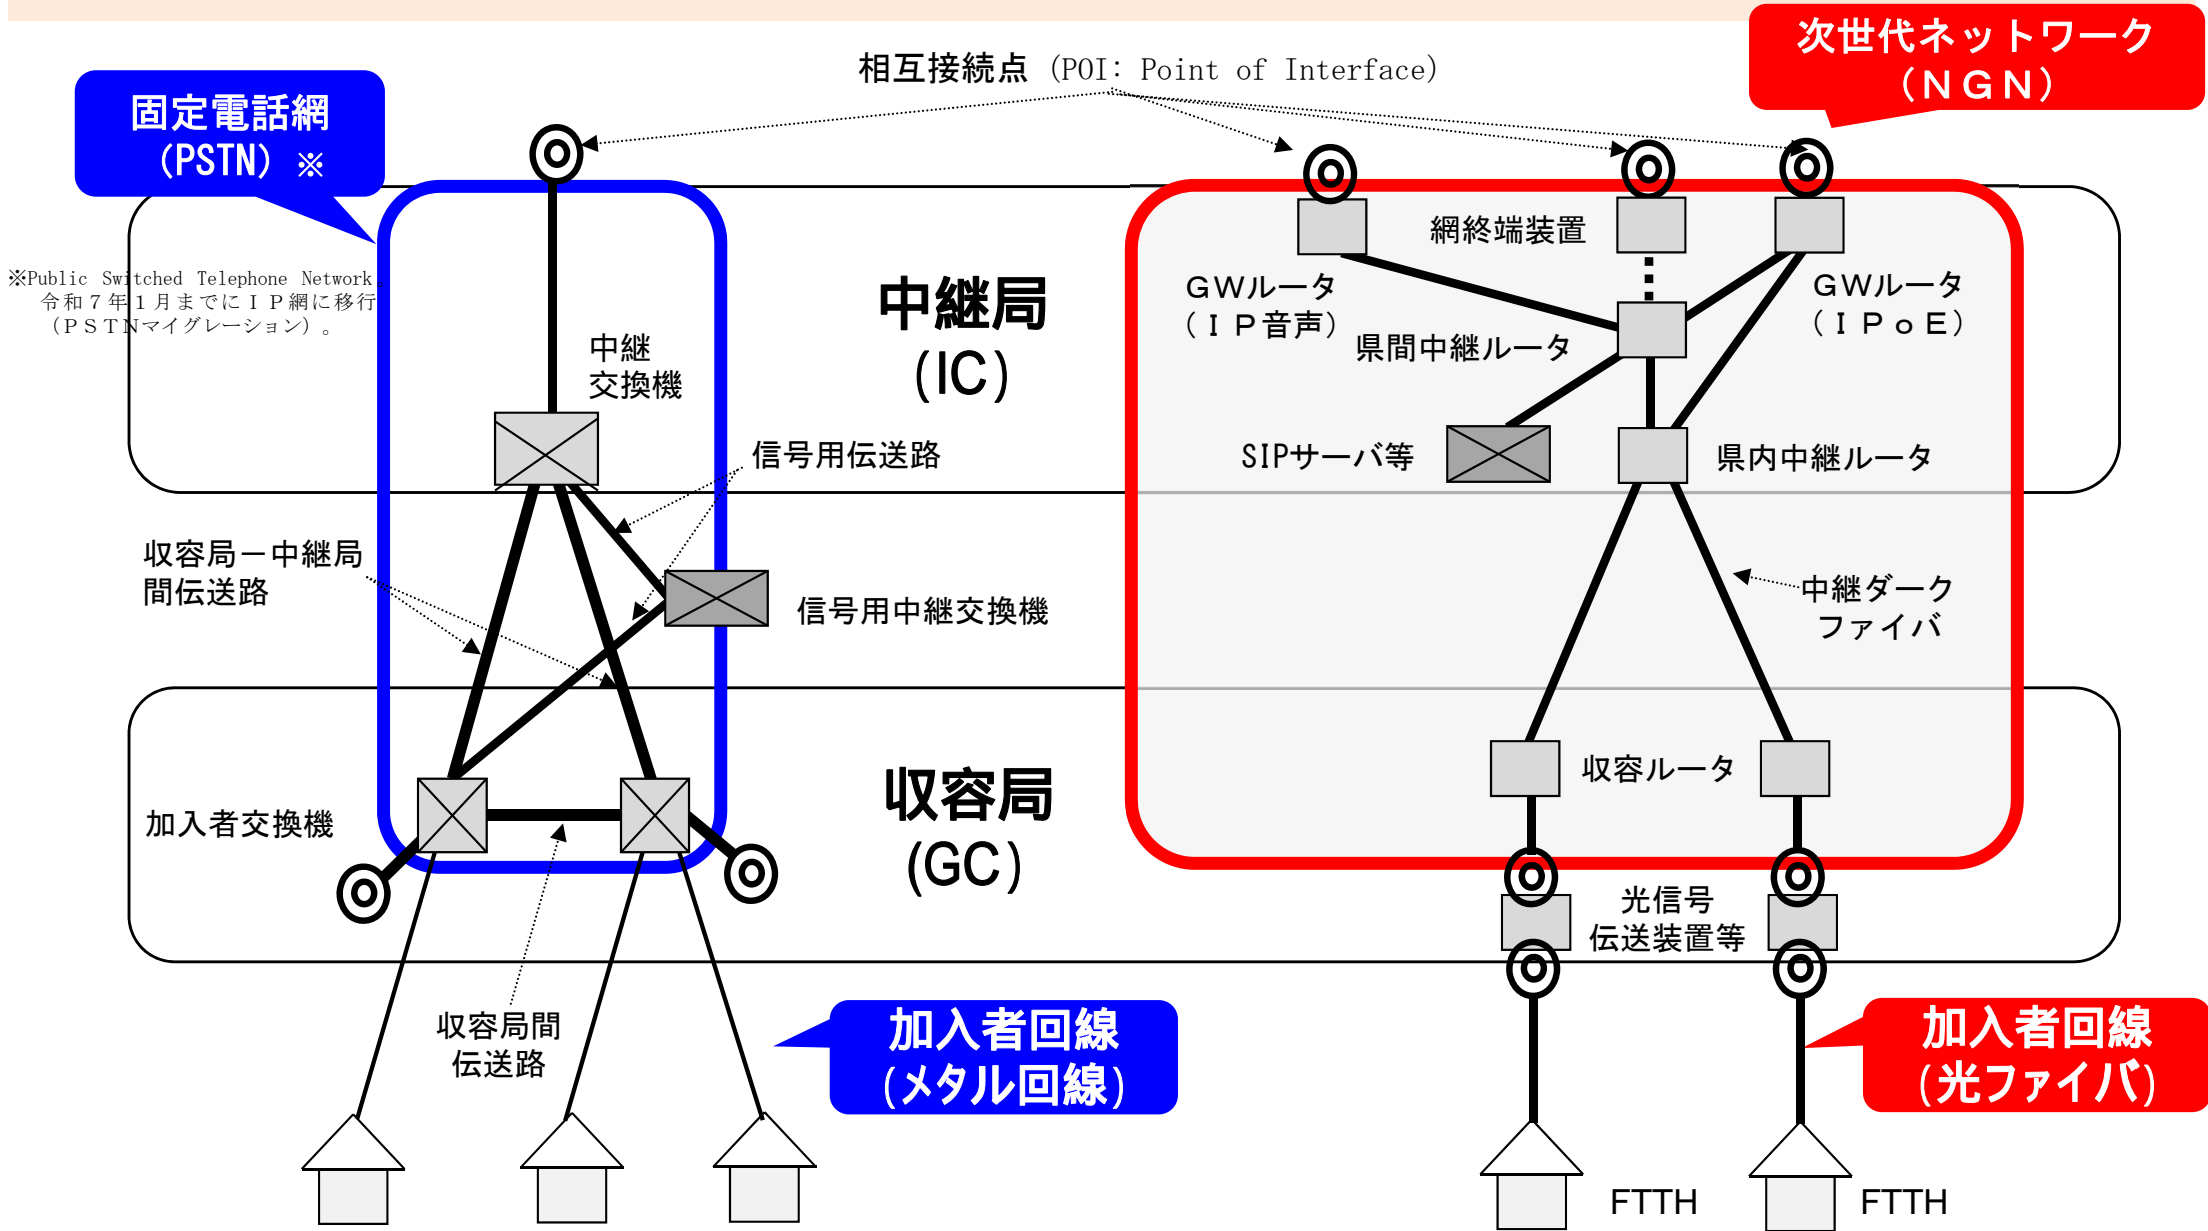 次世代ネットワーク
（ＮＧＮ）
相互接続点（POI: Point of Interface）
固定電話網
（PSTN）※
※Public Switched Telephone Network。
令和７年１月までにＩＰ網に移行
（ＰＳＴＮマイグレーション）。
中継
交換機
中継局
（IC）
網終端装置
ＧＷルータ
（ＩＰ音声）
ＧＷルータ
（ＩＰｏＥ）
県間中継ルータ
信号用伝送路
SIPサーバ等
県内中継ルータ
収容局－中継局
間伝送路
信号用中継交換機
中継ダーク
ファイバ
収容局
(GC)
収容ルータ
加入者交換機
光信号
伝送装置等
収容局間
伝送路
加入者回線
(メタル回線)
加入者回線
(光ファイバ)
FTTH
FTTH